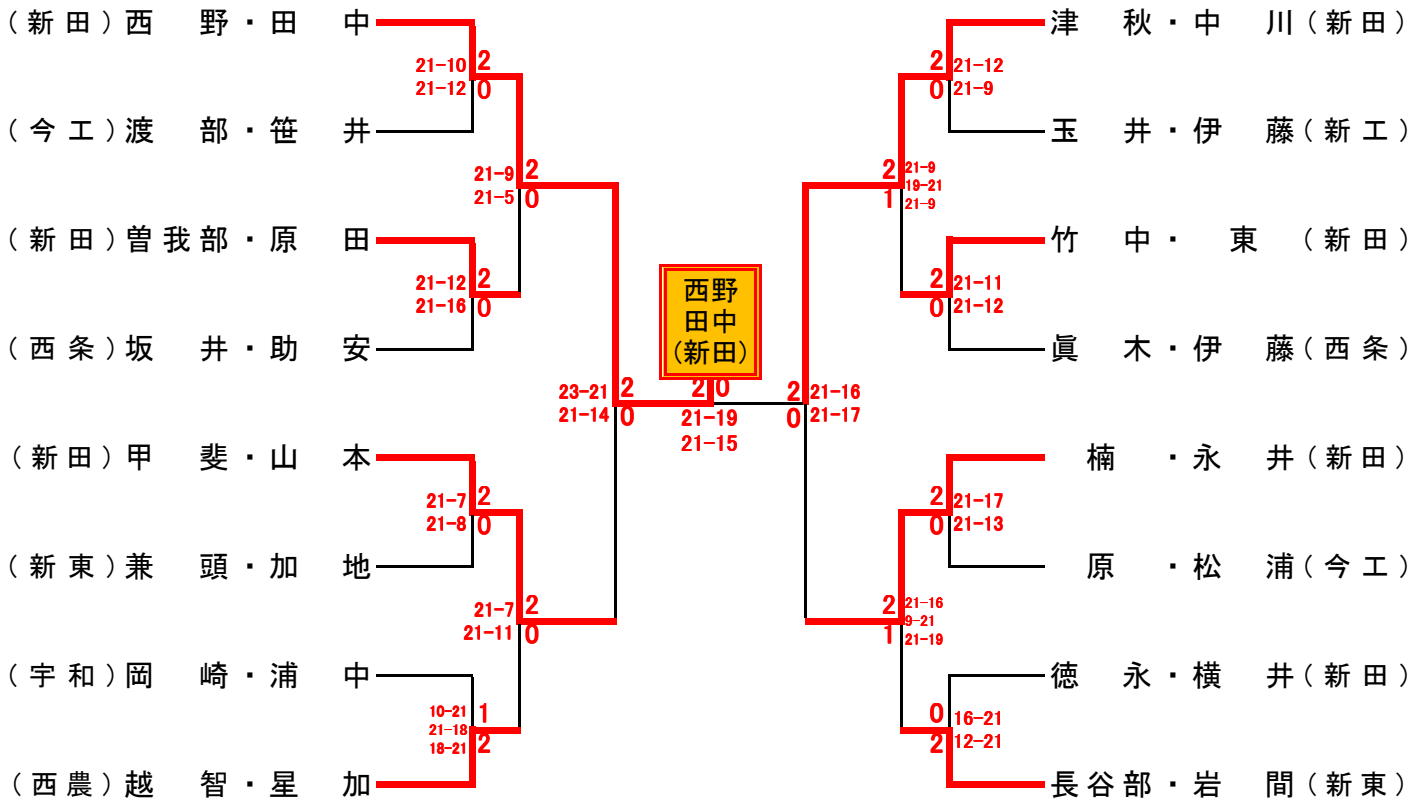 (新田)西野・田中
津秋・中川(新田)
21-10 2
21-12 0
2 21-12
0 21-9
(今工)渡部・笹井
玉井・伊藤(新工)
21-9 2
21-5 0
2 21-9
19-21
1 21-9
(新田)曽我部・原田
竹中・東(新田)
21-12 2
21-16 0
2 21-11
0 21-12
西野
田中
(新田)
(西条)坂井・助安
眞木・伊藤(西条)
23-21 2
21-14 0
2 0
21-19
21-15
2 21-16
0 21-17
(新田)甲斐・山本
楠・永井(新田)
21-7 2
21-8 0
2 21-17
0 21-13
(新東)兼頭・加地
原・松浦(今工)
21-7 2
21-11 0
2 21-16
9-21
1 21-19
(宇和)岡崎・浦中
徳永・横井(新田)
10-21 1
21-18
18-21 2
0 16-21
2 12-21
(西農)越智・星加
長谷部・岩間(新東)